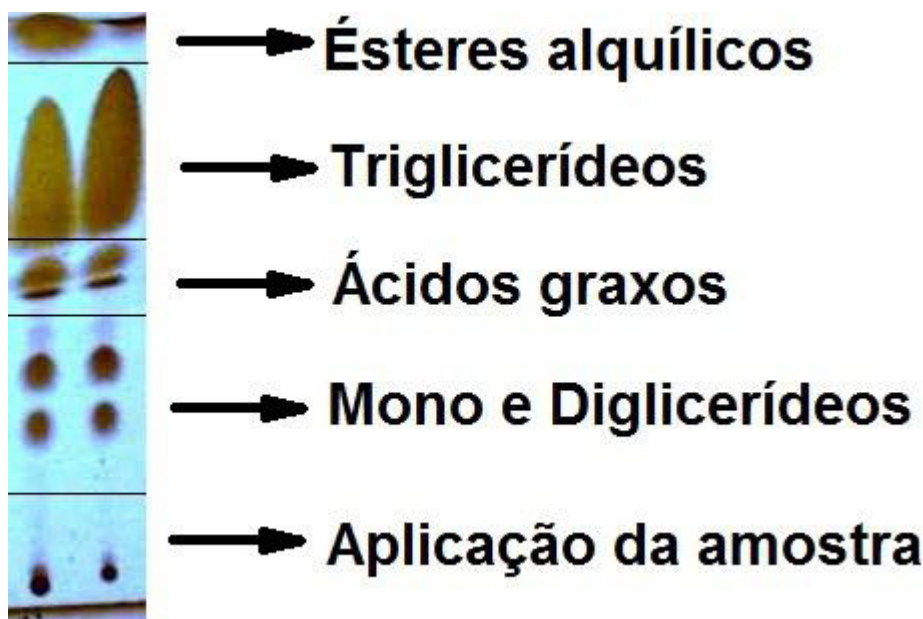 Ésteres alquílicos
Triglicerídeos
Ácidos graxos
Mono e Diglicerídeos
Aplicação da amostra